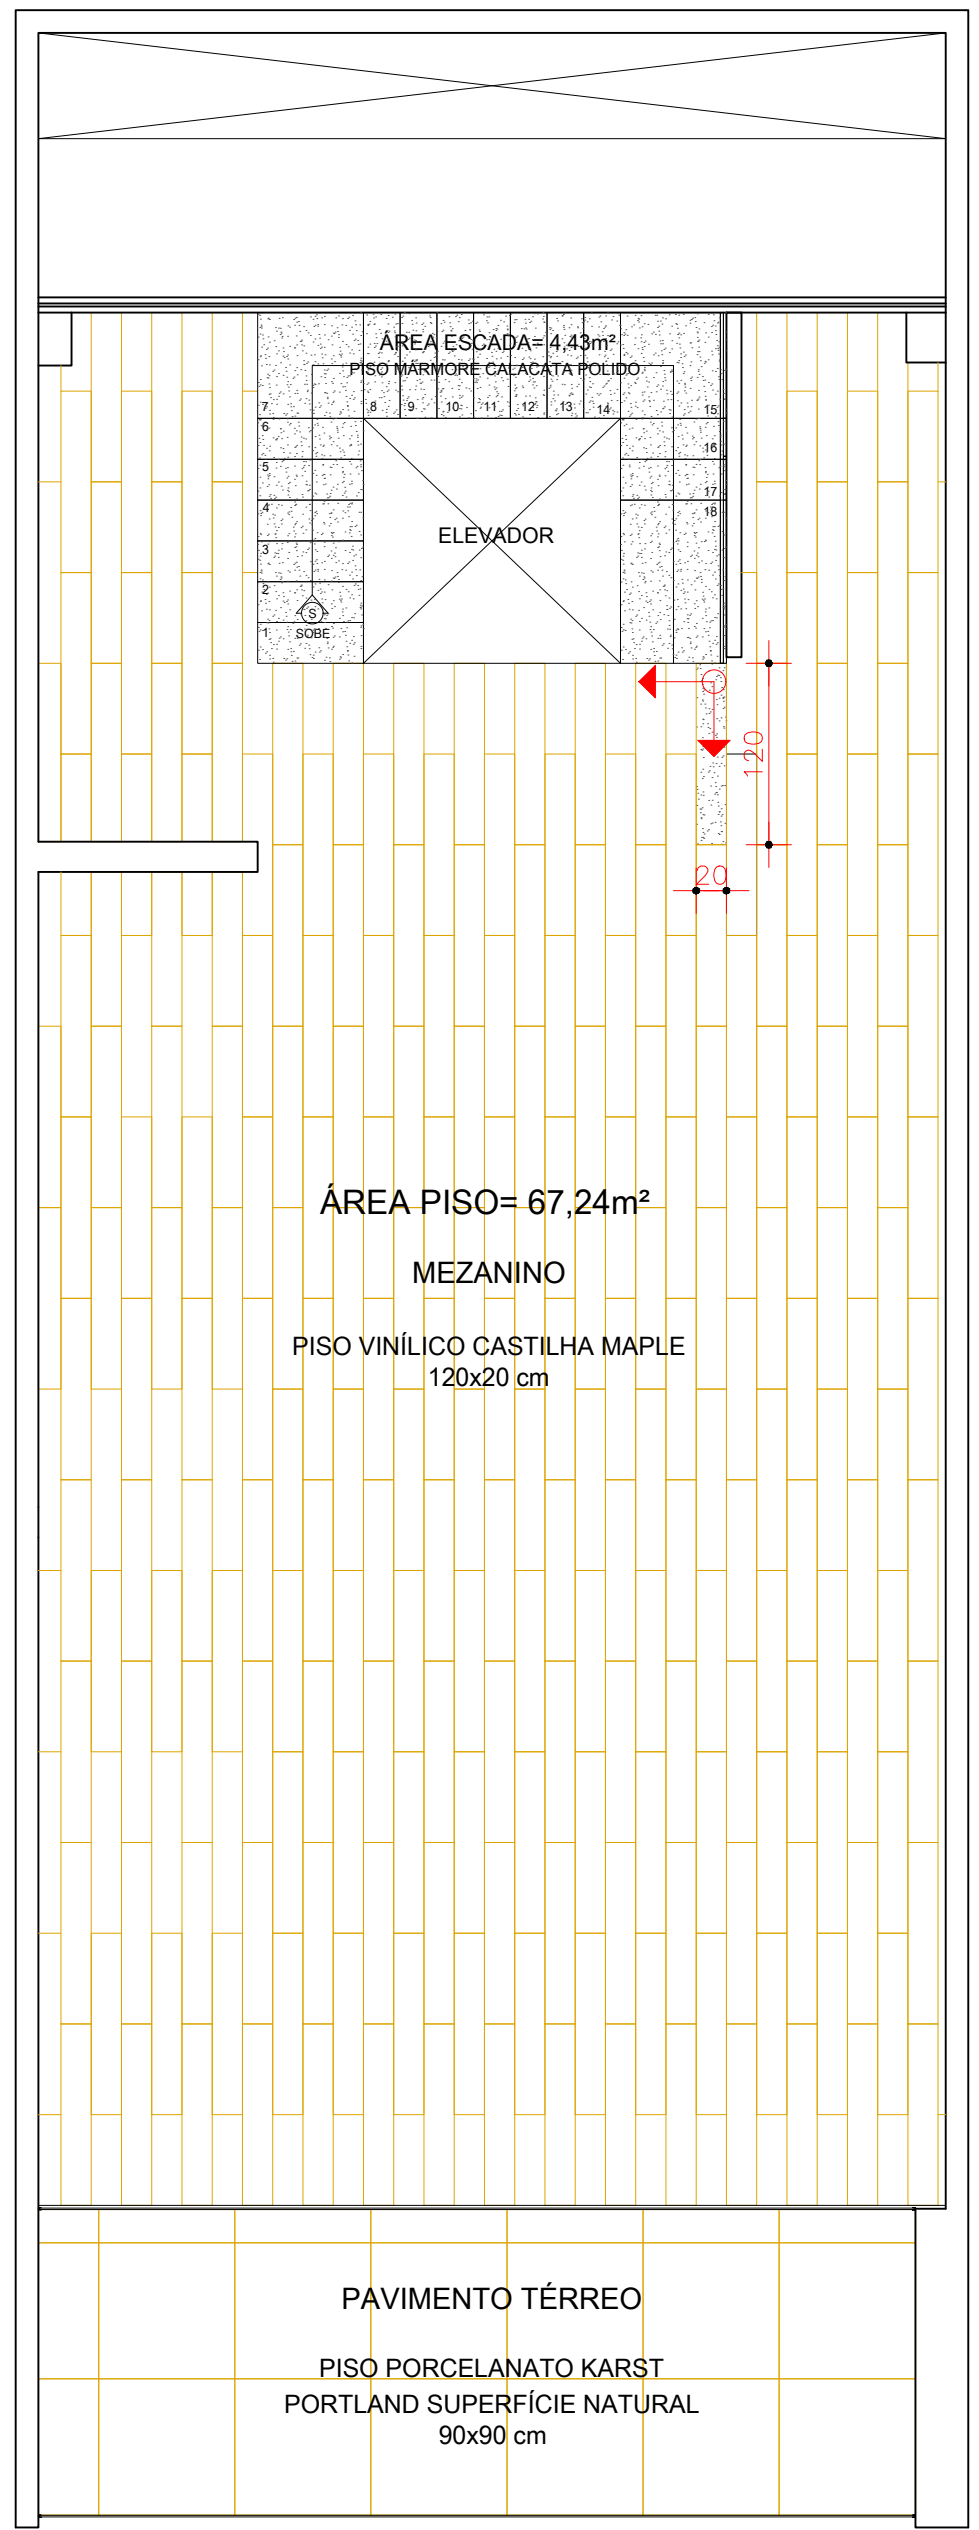 ÁREA ESCADA= 4,43m²
PISO MÁRMORE CALACATA POLIDO
7 8 9 10 11 12 13 14 15
6 16
5 17
4 18
ELEVADOR
3
2
S
1 SOBE
120
20
ÁREA PISO= 67,24m²
MEZANINO
PISO VINÍLICO CASTILHA MAPLE
120x20 cm
PAVIMENTO TÉRREO
PISO PORCELANATO KARST
PORTLAND SUPERFÍCIE NATURAL
90x90 cm